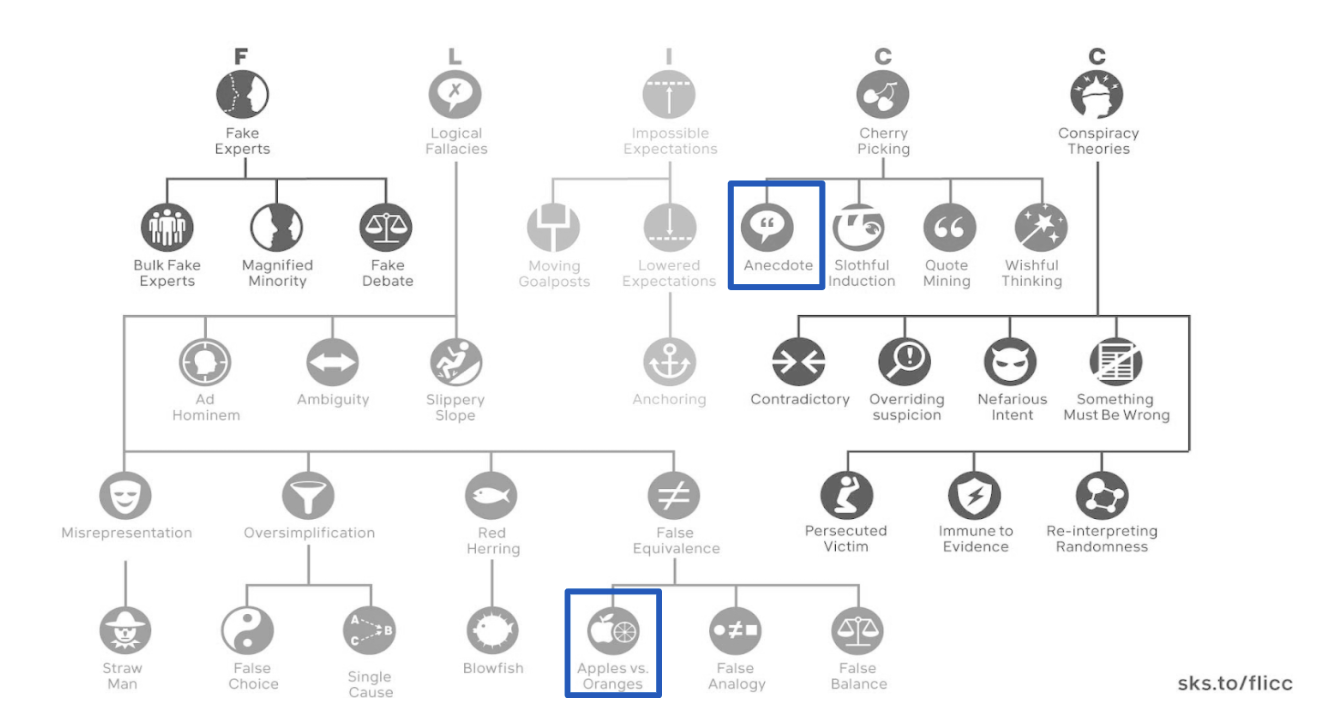 F
L
I
C
C
Fake
Experts
Logical
Fallacies
Impossible
Expectations
Cherry
Picking
Conspiracy
Theories
Bulk Fake
Experts
Magnified
Minority
Fake
Debate
Moving
Goalposts
Lowered
Expectations
Anecdote
Slothful
Induction
Quote
Mining
Wishful
Thinking
Ad
Hominem
Ambiguity
Slippery
Slope
Anchoring
Contradictory
Overriding
suspicion
Nefarious
Intent
Something
Must Be Wrong
Misrepresentation
Oversimplification
Red
Herring
False
Equivalence
Persecuted
Victim
Immune to
Evidence
Re-interpreting
Randomness
A
B
C
Straw
Man
False
Choice
Single
Cause
Blowfish
Apples vs.
Oranges
False
Analogy
False
Balance
sks.to/flicc